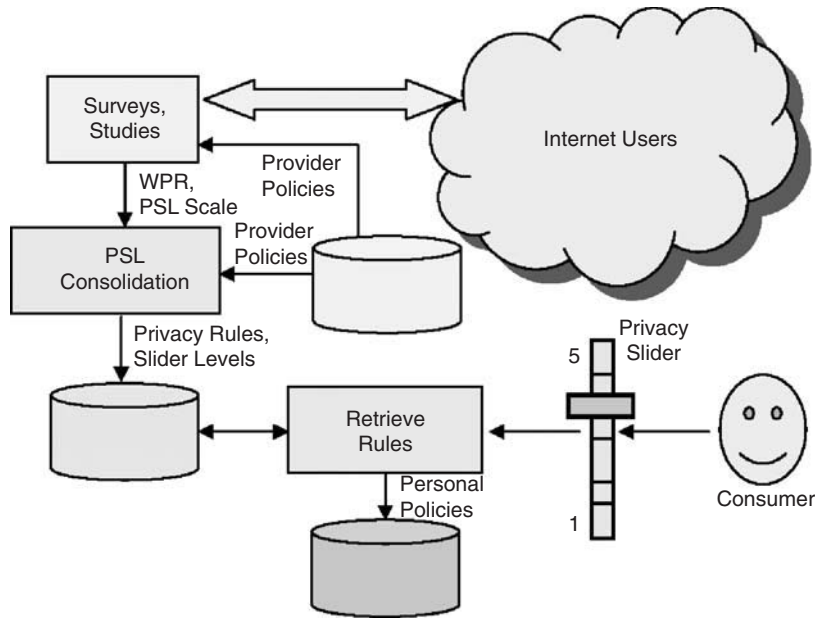 Surveys,
Studies
Internet Users
Provider
Policies
WPR,
PSL Scale
Provider
Policies
PSL
Consolidation
Privacy Rules,
Slider Levels
Privacy
Slider
5
Retrieve
Rules
Consumer
Personal
Policies
1